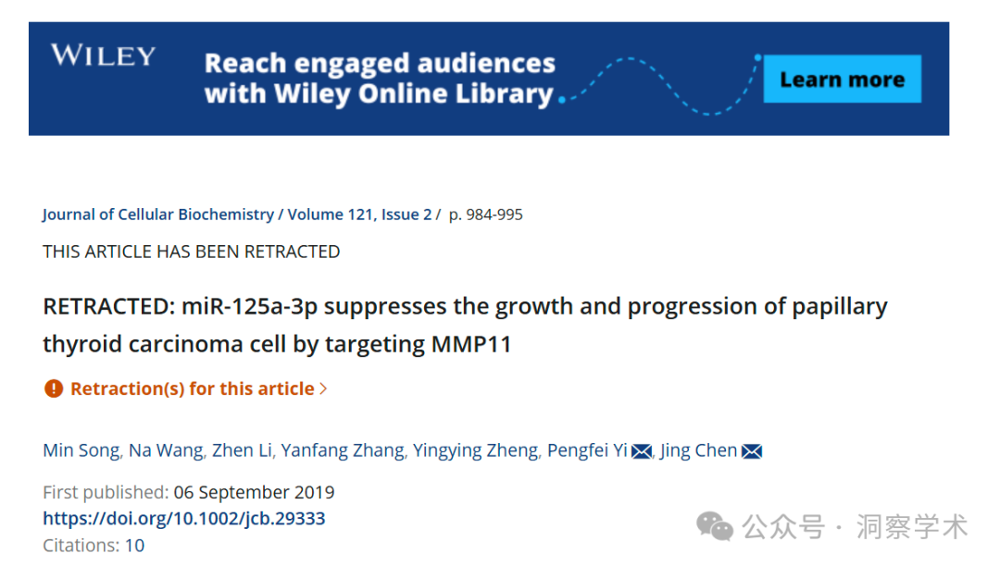 WILEY
Reach engaged audiences
with Wiley Online Library
Learn more
Journal of Cellular Biochemistry / Volume 121, Issue 2 / p. 984-995
THIS ARTICLE HAS BEEN RETRACTED
RETRACTED: miR-125a-3p suppresses the growth and progression of papillary
thyroid carcinoma cell by targeting MMP11
Retraction(s) for this article
Min Song, Na Wang, Zhen Li, Yanfang Zhang, Yingying Zheng, Pengfei Yi, Jing Chen
First published: 06 September 2019
https://doi.org/10.1002/jcb.29333
Citations: 10
公众号 · 洞察学术